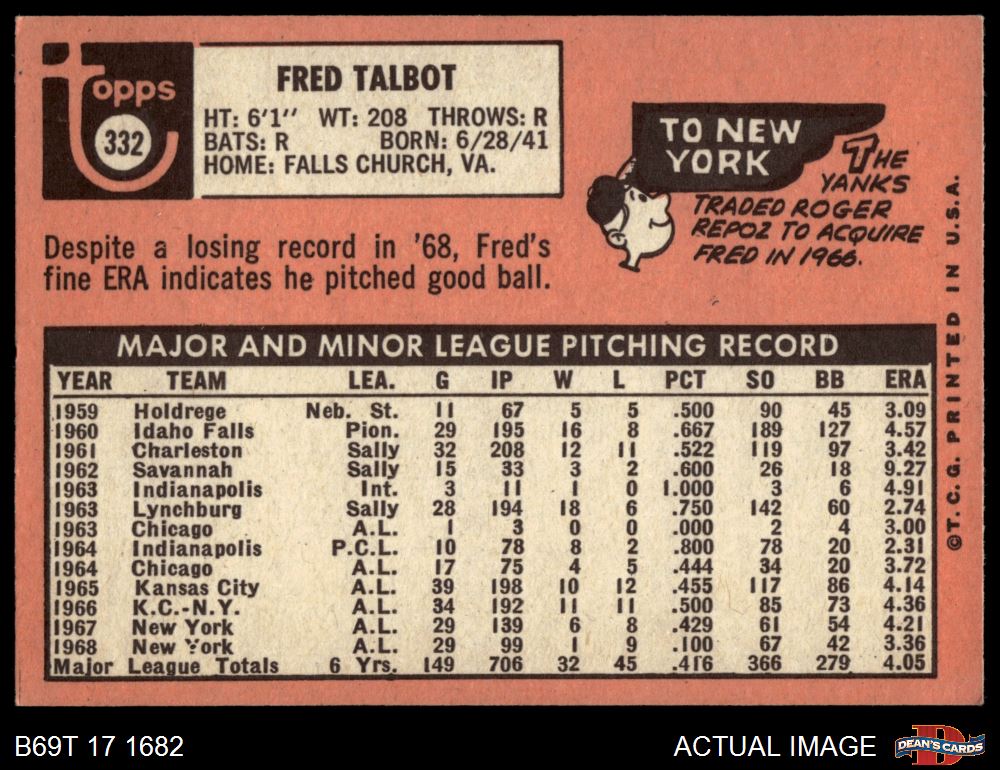 Topps
332
FRED TALBOT
HT: 6'1" WT: 208 THROWS: R
BATS: R BORN: 6/28/41
HOME: FALLS CHURCH, VA.
Despite a losing record in '68, Fred's
fine ERA indicates he pitched good ball.
TO NEW
YORK
THE
YANKS
TRADED ROGER
REPOZ TO ACQUIRE
FRED IN 1966.
MAJOR AND MINOR LEAGUE PITCHING RECORD
YEAR TEAM LEA. G IP W L PCT SO BB ERA
1959 Holdrege Neb. St. 11 67 5 5 .500 90 45 3.09
1960 Idaho Falls Pion. 29 195 16 8 .667 189 127 4.57
1961 Charleston Sally 32 208 12 11 .522 119 97 3.42
1962 Savannah Sally 15 33 3 2 .600 26 18 9.27
1963 Indianapolis Int. 3 11 1 0 1.000 3 6 4.91
1963 Lynchburg Sally 28 194 18 6 .750 142 60 2.74
1963 Chicago A.L. 1 3 0 0 .000 2 4 3.00
1964 Indianapolis P.C.L. 10 78 8 2 .800 78 20 2.31
1964 Chicago A.L. 17 75 4 5 .444 34 20 3.72
1965 Kansas City A.L. 39 198 10 12 .455 117 86 4.14
1966 K.C.-N.Y. A.L. 34 192 11 11 .500 85 73 4.36
1967 New York A.L. 29 139 6 8 .429 61 54 4.21
1968 New York A.L. 29 99 1 9 .100 67 42 3.36
Major League Totals 6 Yrs. 149 706 32 45 .416 366 279 4.05
©T. C. G. PRINTED IN U.S.A.
B69T 17 1682
ACTUAL IMAGE
DEAN'S CARDS